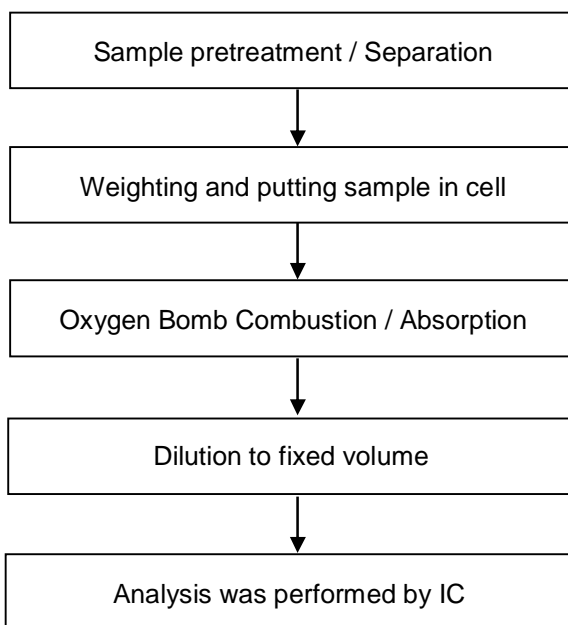 Sample pretreatment / Separation
Weighting and putting sample in cell
Oxygen Bomb Combustion / Absorption
Dilution to fixed volume
Analysis was performed by IC